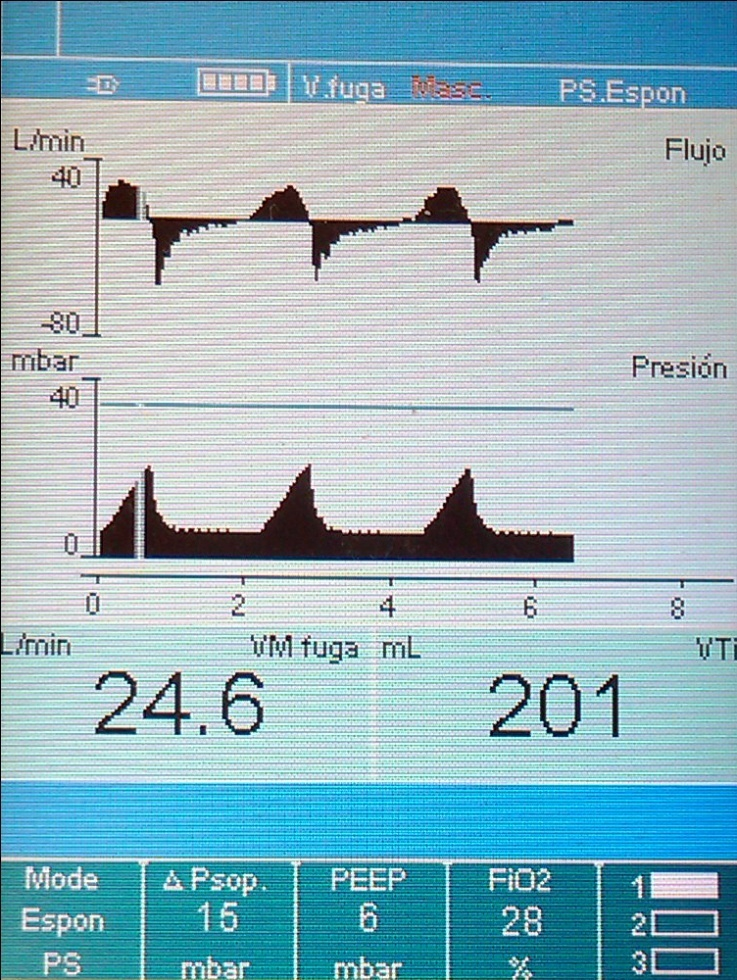 V.fuga Masc. PS.Espon
L/min Flujo
40
-80
mbar Presión
40
0
0 2 4 6 8
L/min VM fuga mL VTi
24.6 201
Mode Δ Psop. PEEP FiO2 1
Espon 15 6 28 2
PS mbar mbar % 3